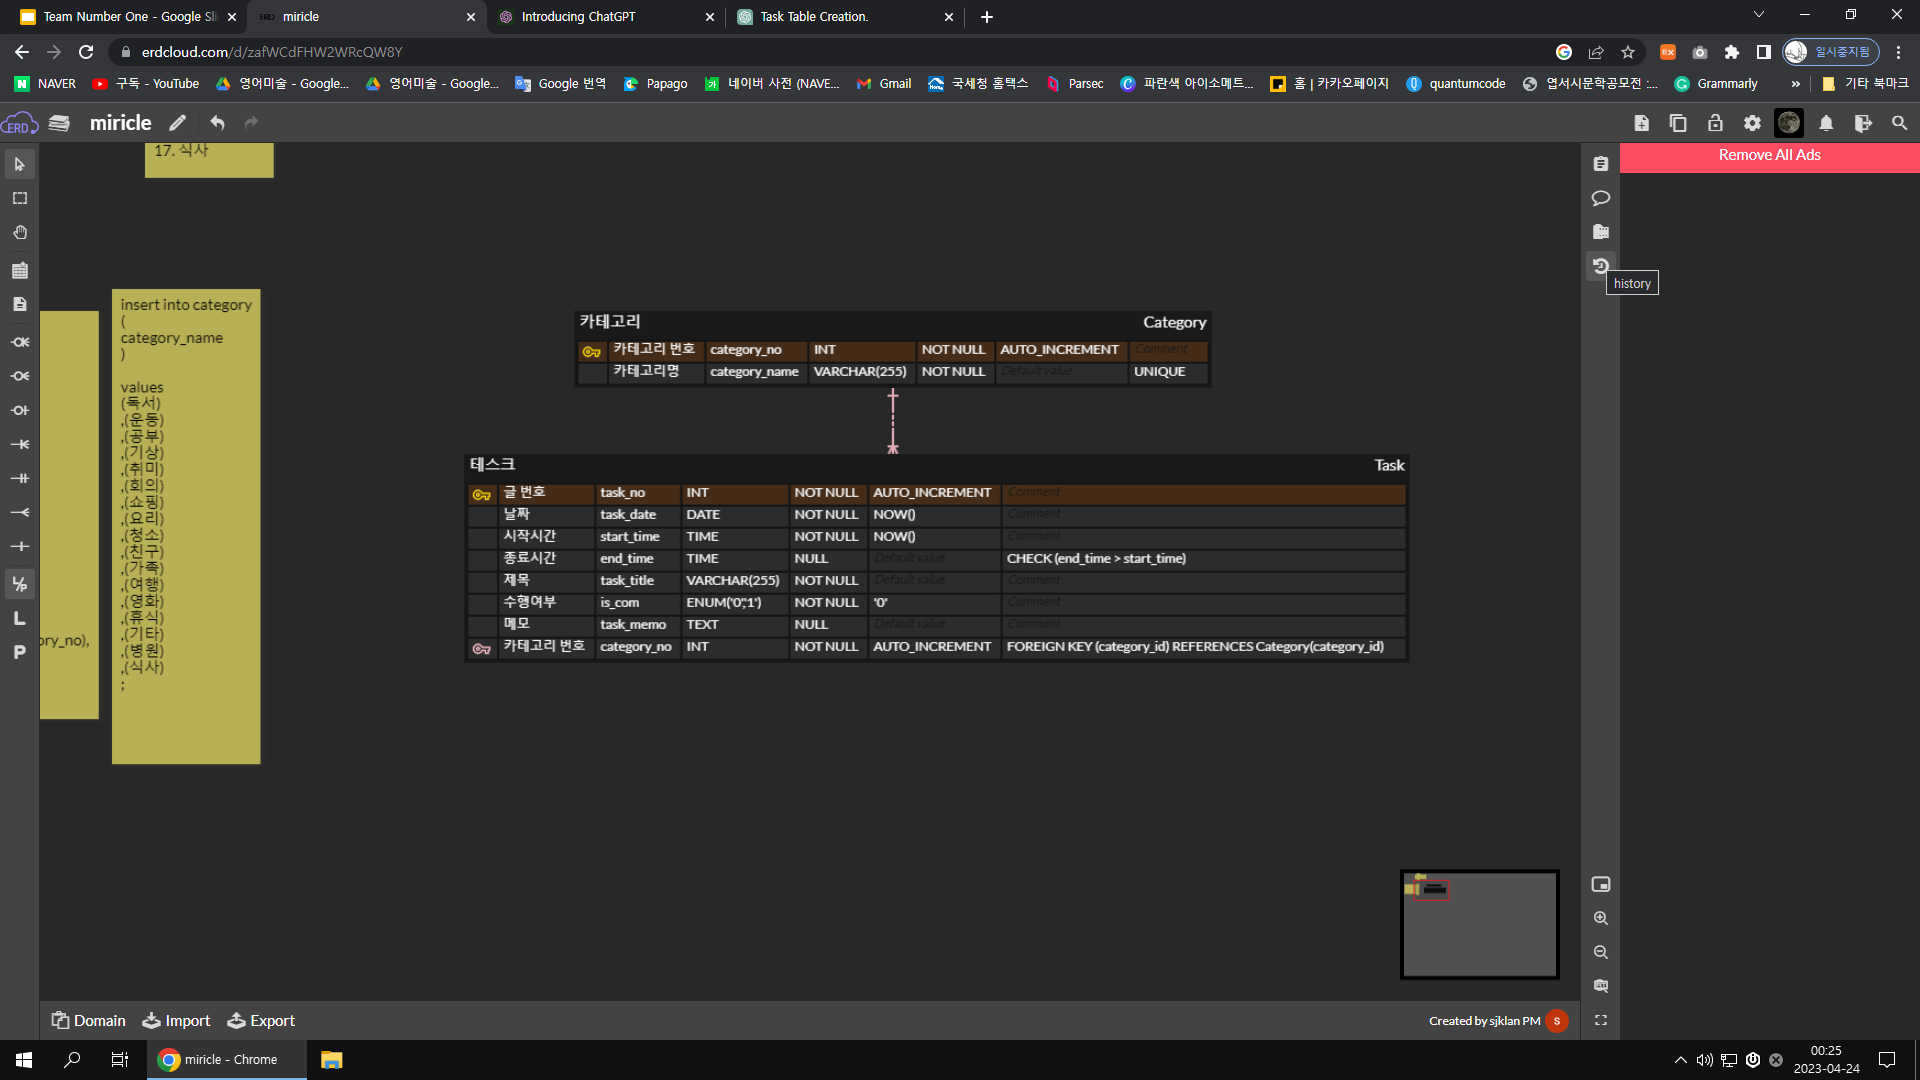 Team Number One - Google Sli
miricle
Introducing ChatGPT
Task Table Creation.
erdcloud.com/d/zafWCdFHW2WRcQW8Y
일시중지됨
NAVER
구독 - YouTube
영어미술 - Google...
영어미술 - Google...
Google 번역
Papago
네이버 사전 (NAVE...
Gmail
국세청 홈택스
Parsec
파란색 아이소메트...
홈 | 카카오페이지
quantumcode
엽서시문학공모전 :...
Grammarly
»
기타 북마크
ERD
miricle
17. 식사
Remove All Ads
history
insert into category
(
category_name
)
values
(독서)
,(운동)
,(공부)
,(기상)
,(취미)
,(회의)
,(쇼핑)
,(요리)
,(청소)
,(친구)
,(가족)
,(여행)
,(영화)
,(휴식)
,(기타)
,(병원)
,(식사)
;
ory_no),
카테고리 Category
카테고리 번호 category_no INT NOT NULL AUTO_INCREMENT Comment
카테고리명 category_name VARCHAR(255) NOT NULL Default value UNIQUE
테스크 Task
글 번호 task_no INT NOT NULL AUTO_INCREMENT Comment
날짜 task_date DATE NOT NULL NOW() Comment
시작시간 start_time TIME NOT NULL NOW() Comment
종료시간 end_time TIME NULL Default value CHECK (end_time > start_time)
제목 task_title VARCHAR(255) NOT NULL Default value Comment
수행여부 is_com ENUM('0','1') NOT NULL '0' Comment
메모 task_memo TEXT NULL Default value Comment
카테고리 번호 category_no INT NOT NULL AUTO_INCREMENT FOREIGN KEY (category_id) REFERENCES Category(category_id)
L
P
Domain
Import
Export
Created by sjklan PM
S
miricle - Chrome
00:25
2023-04-24